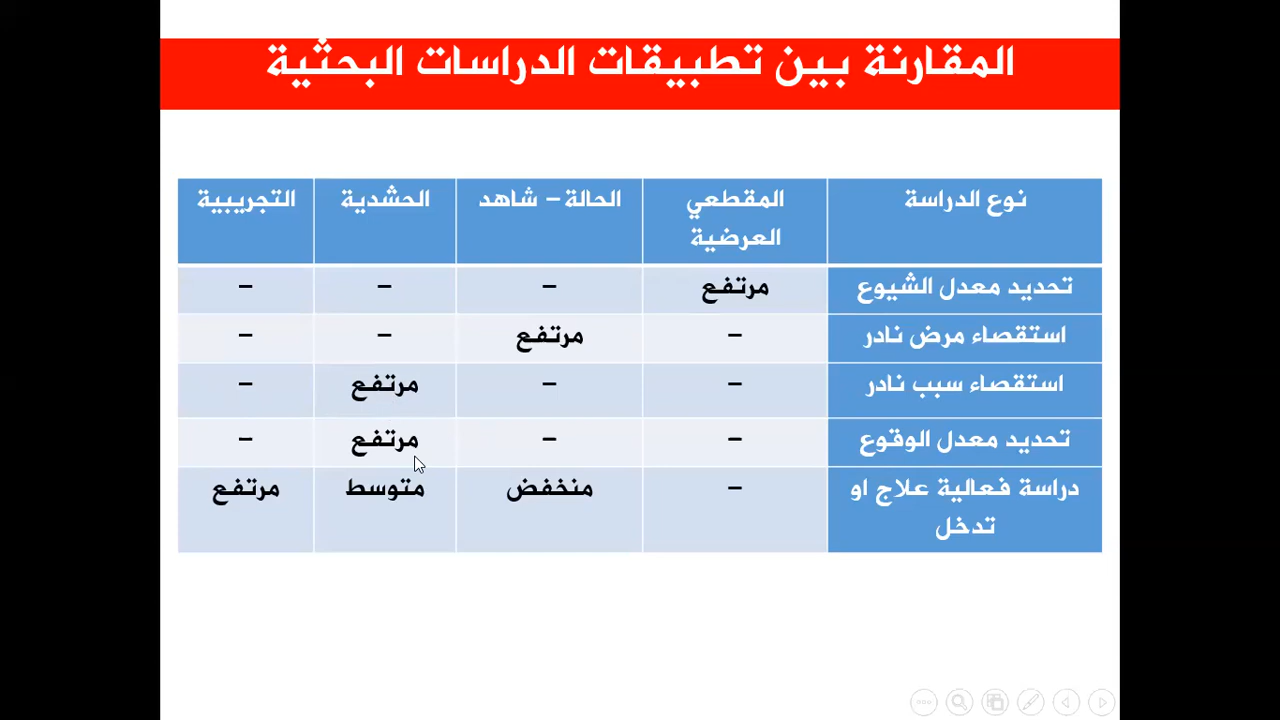 المقارنة بين تطبيقات الدراسات البحثية
نوع الدراسة المقطعي الحالة – شاهد الحشدية التجريبية
العرضية
تحديد معدل الشيوع مرتفع – – –
استقصاء مرض نادر – مرتفع – –
استقصاء سبب نادر – – مرتفع –
تحديد معدل الوقوع – – مرتفع –
دراسة فعالية علاج او – منخفض متوسط مرتفع
تدخل